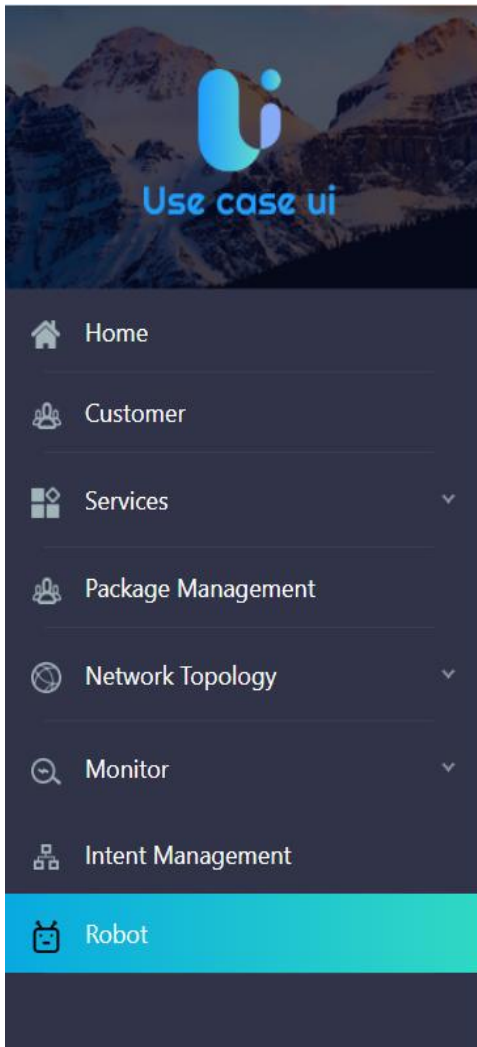 Use case ui
Home
Customer
Services
Package Management
Network Topology
Monitor
Intent Management
Robot